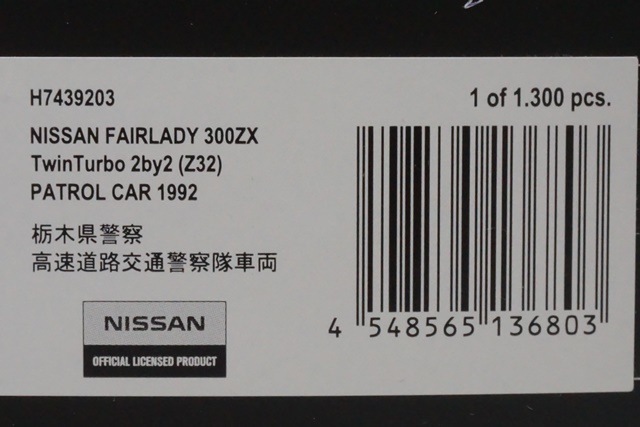 H7439203
1 of 1.300 pcs.
NISSAN FAIRLADY 300ZX
TwinTurbo 2by2 (Z32)
PATROL CAR 1992
栃木県警察
高速道路交通警察隊車両
NISSAN
OFFICIAL LICENSED PRODUCT
4 548565 136803